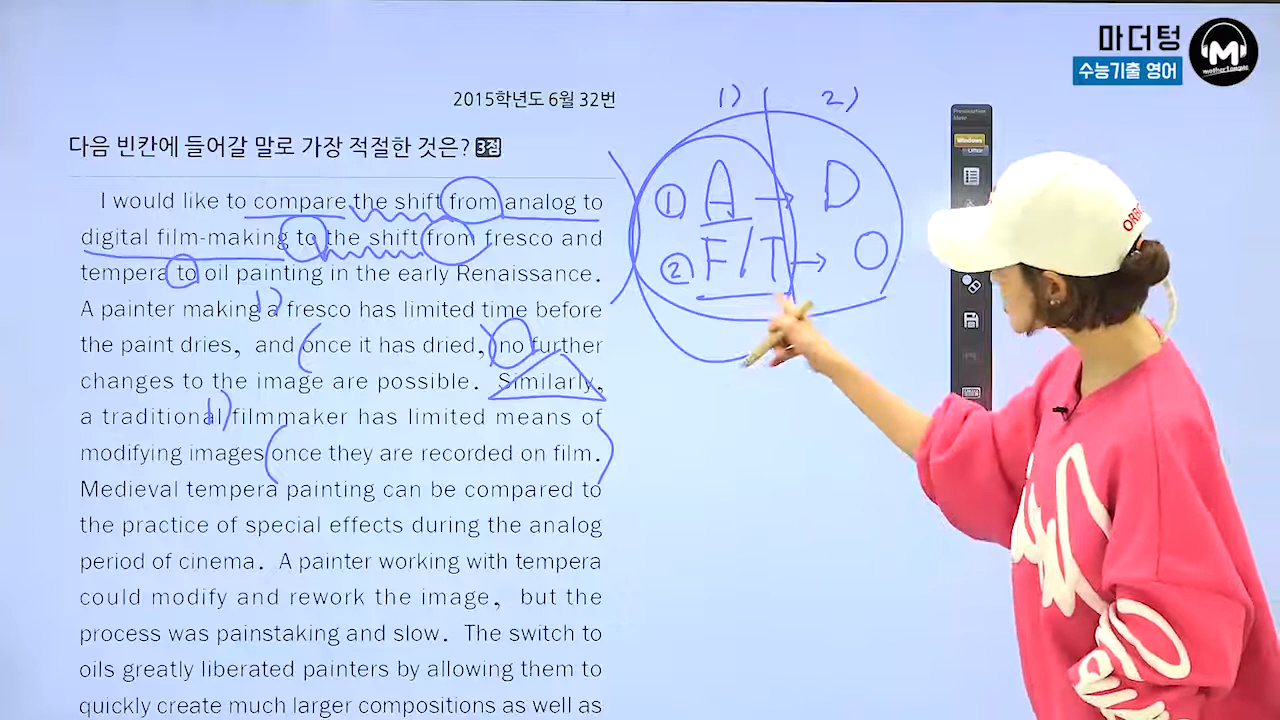 마더텅
수능기출 영어
M
mothertongue
2015학년도 6월 32번
다음 빈칸에 들어갈 말로 가장 적절한 것은? 3점
I would like to compare the shift from analog to
digital film-making to the shift from fresco and
tempera to oil painting in the early Renaissance.
A painter making a fresco has limited time before
the paint dries, and once it has dried, no further
changes to the image are possible. Similarly,
a traditional filmmaker has limited means of
modifying images once they are recorded on film.
Medieval tempera painting can be compared to
the practice of special effects during the analog
period of cinema. A painter working with tempera
could modify and rework the image, but the
process was painstaking and slow. The switch to
oils greatly liberated painters by allowing them to
quickly create much larger compositions as well as
1) 2)
① A → D
② F/T → O
1)
1)
Windows
ORB